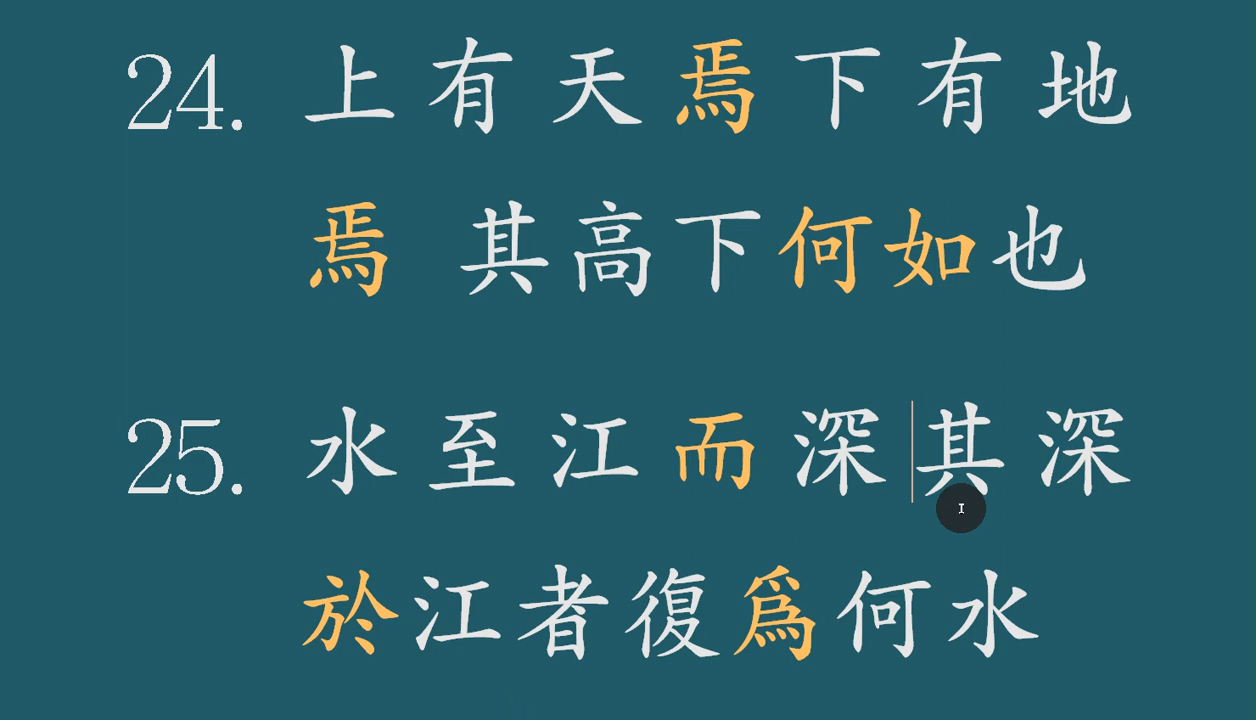 24. 上有天焉下有地
焉 其高下何如也
25. 水至江而深其深
於江者復爲何水